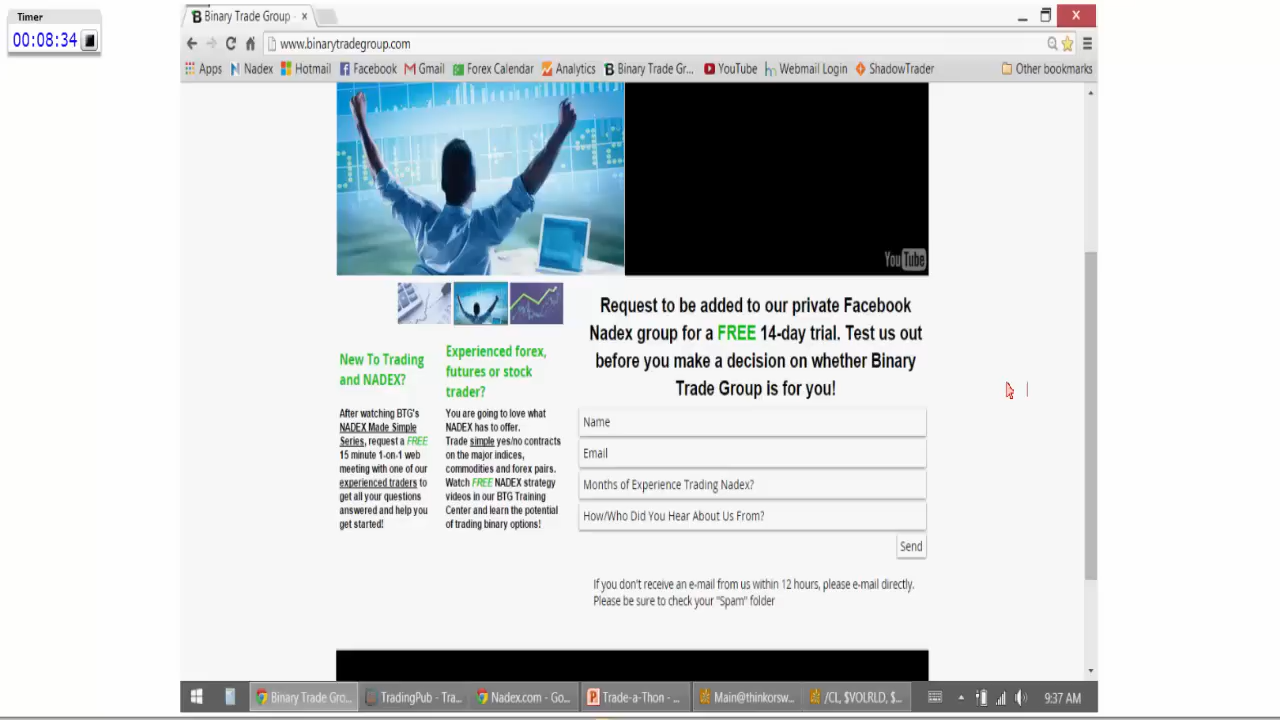 Timer
00:08:34
Binary Trade Group -
www.binarytradegroup.com
Apps Nadex Hotmail Facebook Gmail Forex Calendar Analytics Binary Trade Gr... YouTube Webmail Login ShadowTrader Other bookmarks
YouTube
Request to be added to our private Facebook
Nadex group for a FREE 14-day trial. Test us out
before you make a decision on whether Binary
Trade Group is for you!
New To Trading
and NADEX?
After watching BTG's
NADEX Made Simple
Series, request a FREE
15 minute 1-on-1 web
meeting with one of our
experienced traders to
get all your questions
answered and help you
get started!
Experienced forex,
futures or stock
trader?
You are going to love what
NADEX has to offer.
Trade simple yes/no contracts
on the major indices,
commodities and forex pairs.
Watch FREE NADEX strategy
videos in our BTG Training
Center and learn the potential
of trading binary options!
Name
Email
Months of Experience Trading Nadex?
How/Who Did You Hear About Us From?
Send
If you don't receive an e-mail from us within 12 hours, please e-mail directly.
Please be sure to check your "Spam" folder
Binary Trade Gro... TradingPub - Tra... Nadex.com - Go... Trade-a-Thon - ... Main@thinkorsw... /CL, $VOLRLD, $... 9:37 AM